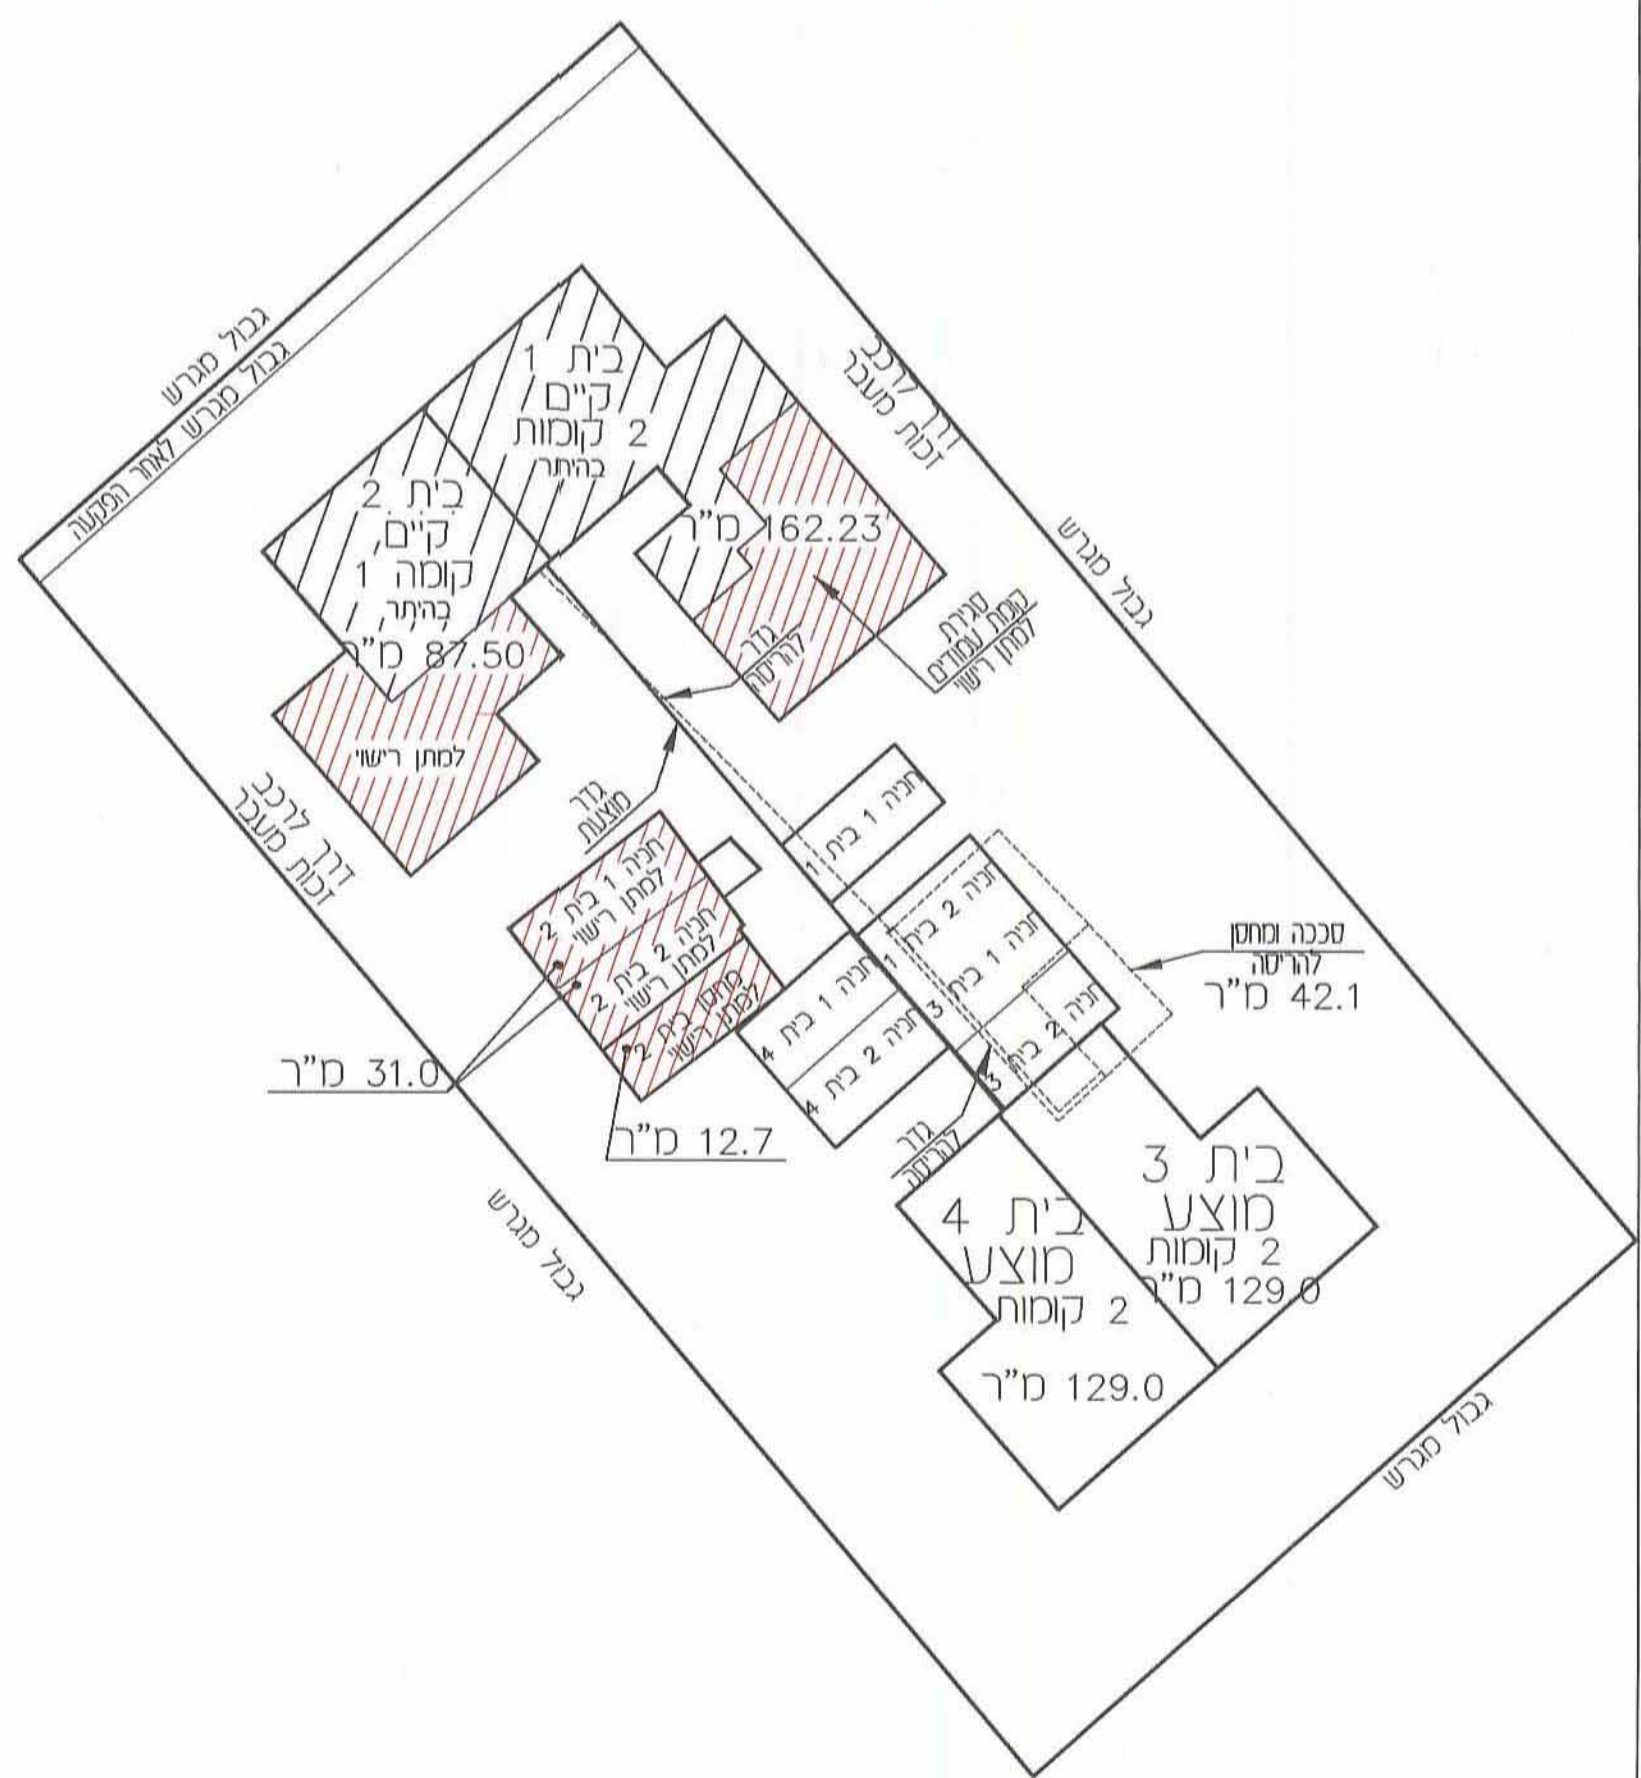 גבול מגרש
גבול מגרש לאחר הפקעה
בית 1
קיים
2 קומות
בהיתר
162.23 מ"ר
בית 2
קיים,
קומה 1
בהיתר
87.50 מ"ר
למתן רישוי
דרך לרכב
זכות מעבר
גבול מגרש
סגירת
קומת עמודים
למתן רישוי
גדר
להריסה
גדר
מוצעת
דרך לרכב
זכות מעבר
חניה 1 בית 2
למתן רישוי
חניה 2 בית 2
למתן רישוי
מחסן בית 2
למתן רישוי
31.0 מ"ר
12.7 מ"ר
חניה 1 בית 1
חניה 2 בית 1
חניה 1 בית 3
חניה 2 בית 3
חניה 1 בית 4
חניה 2 בית 4
סככה ומחסן
להריסה
42.1 מ"ר
גדר
להריסה
בית 3
מוצע
2 קומות
129.0 מ"ר
בית 4
מוצע
2 קומות
129.0 מ"ר
גבול מגרש
גבול מגרש